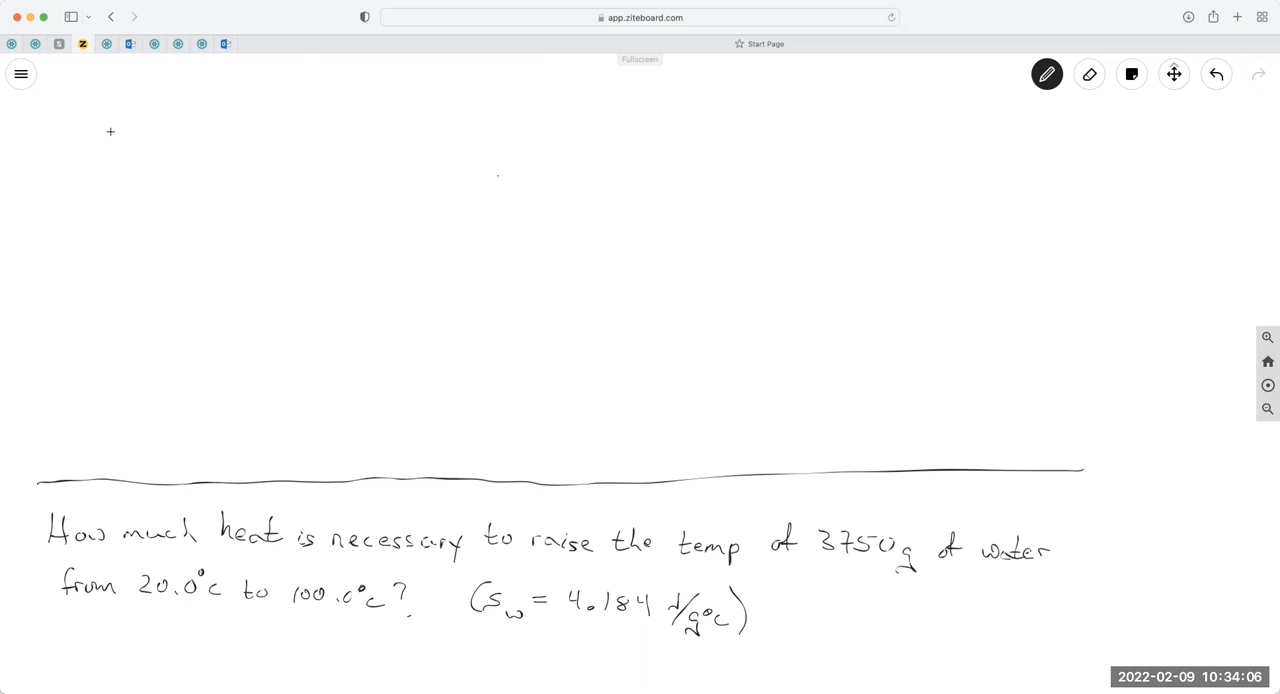 app.ziteboard.com
S
Z
Start Page
Fullscreen
How much heat is necessary to raise the temp of 3750g of water
from 20.0°C to 100.0°C? (Sw = 4.184 J/g°C)
2022-02-09 10:34:06